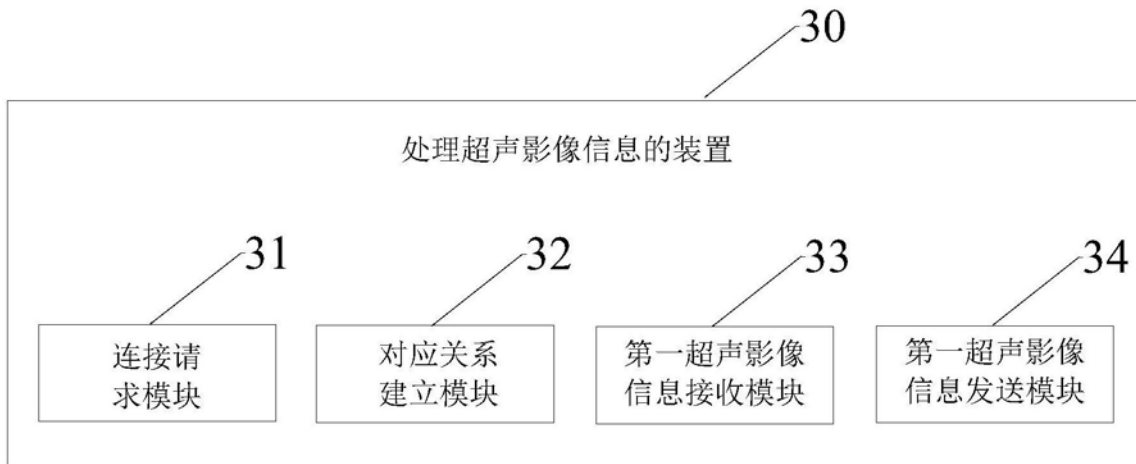 30
处理超声影像信息的装置
31
32
33
34
连接请
求模块
对应关系
建立模块
第一超声影像
信息接收模块
第一超声影像
信息发送模块